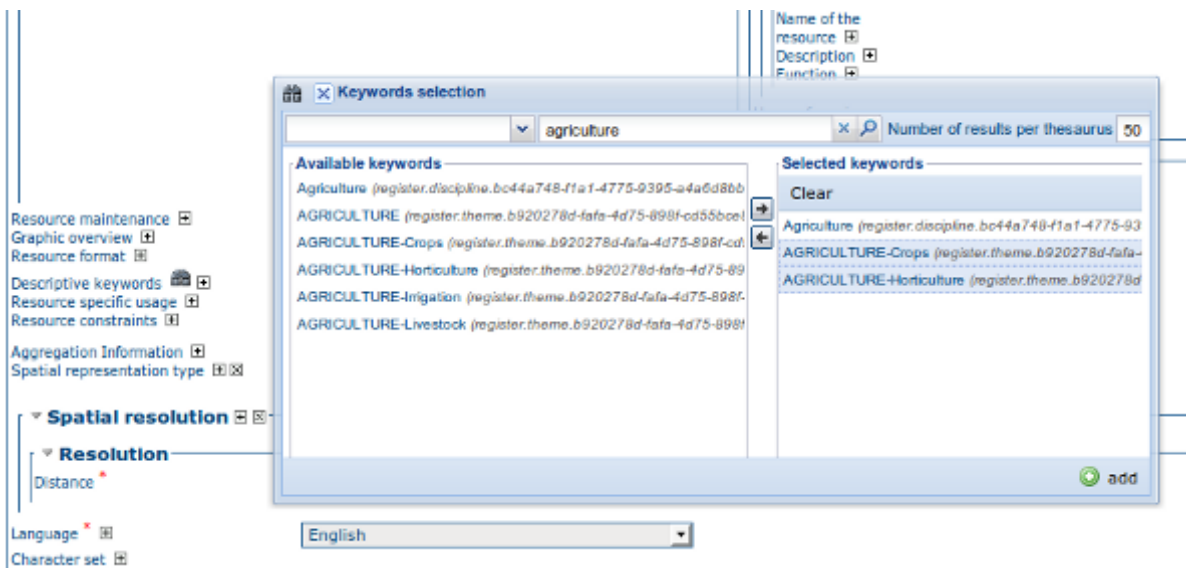 Name of the
resource
Description
Function
Keywords selection
agriculture
Number of results per thesaurus 50
Available keywords
Agriculture (register.discipline.bc44a748-f1a1-4775-9395-a4a6d8bb
AGRICULTURE (register.theme.b920278d-fafa-4d75-898f-cd55bce
AGRICULTURE-Crops (register.theme.b920278d-fafa-4d75-898f-cd
AGRICULTURE-Horticulture (register.theme.b920278d-fafa-4d75-89
AGRICULTURE-Irrigation (register.theme.b920278d-fafa-4d75-898f-
AGRICULTURE-Livestock (register.theme.b920278d-fafa-4d75-898f
Selected keywords
Clear
Agriculture (register.discipline.bc44a748-f1a1-4775-93
AGRICULTURE-Crops (register.theme.b920278d-fafa-
AGRICULTURE-Horticulture (register.theme.b920278d
add
Resource maintenance
Graphic overview
Resource format
Descriptive keywords
Resource specific usage
Resource constraints
Aggregation Information
Spatial representation type
Spatial resolution
Resolution
Distance *
Language *
English
Character set